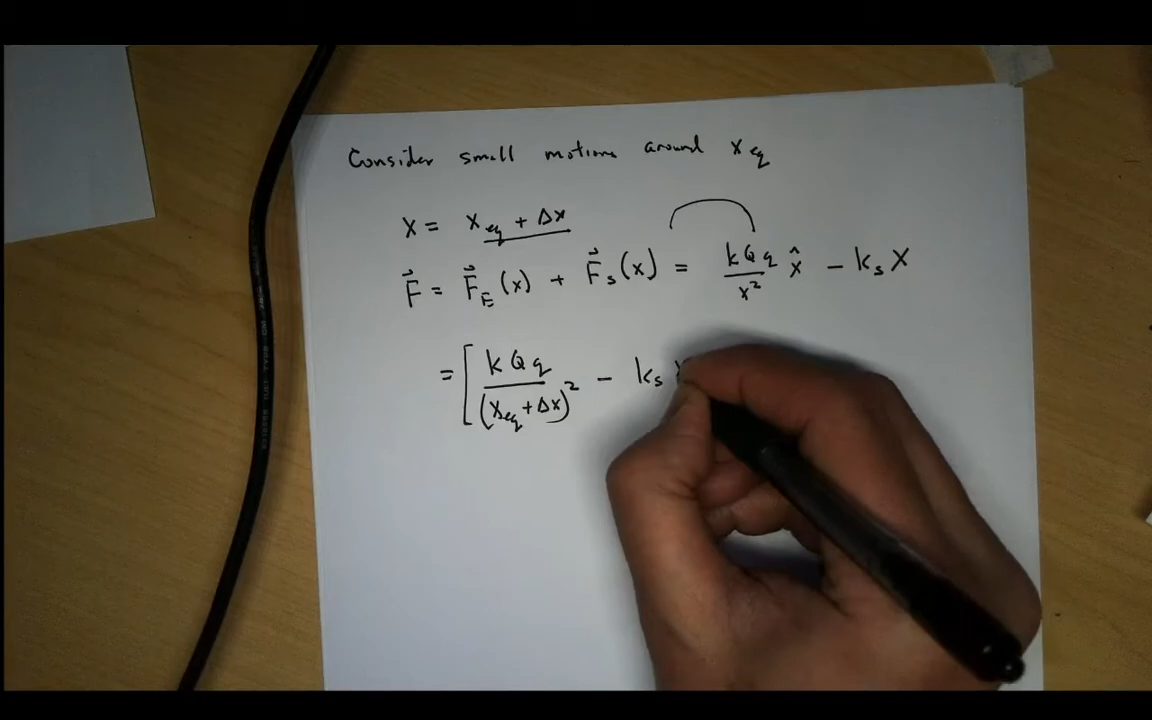 Consider small motions around x_eq
x = x_eq + Δx
F⃗ = F⃗_E (x) + F⃗_s (x) = kQq/x² x̂ - k_s x
= [ kQq/(x_eq + Δx)² - k_s